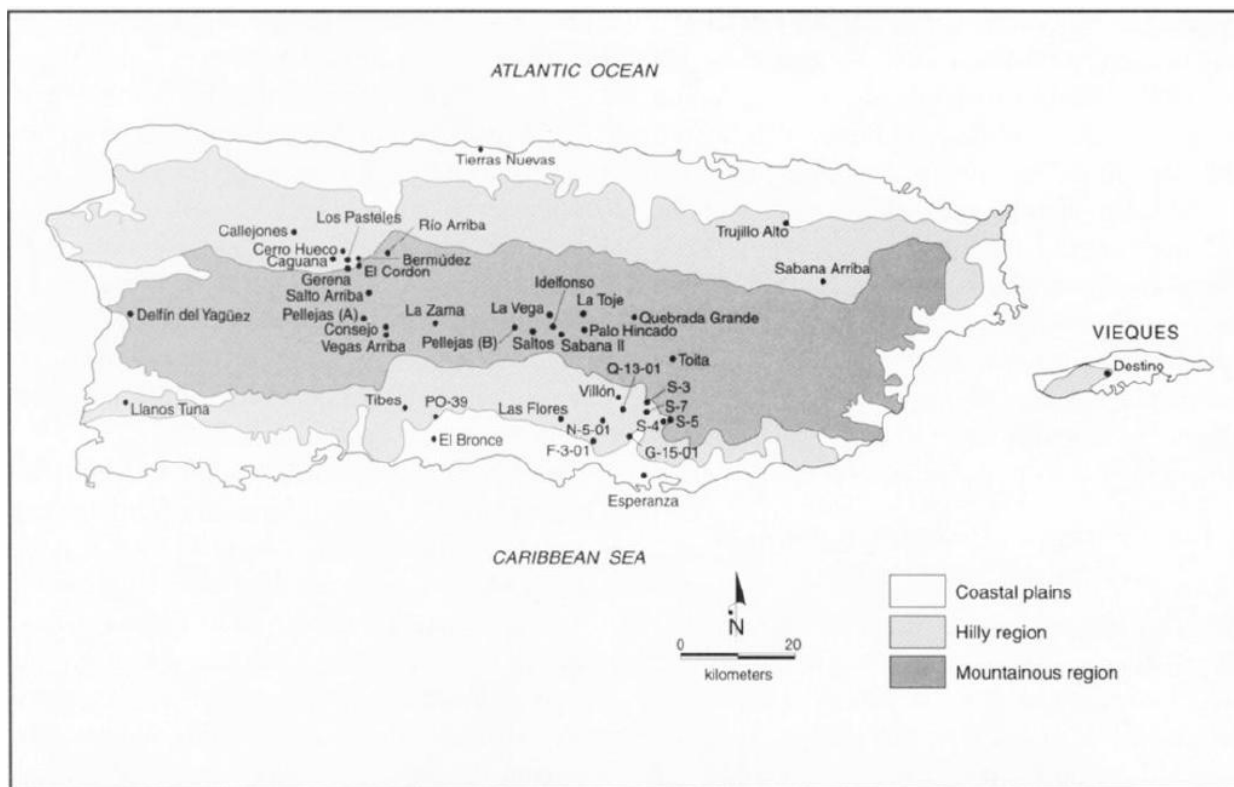 ATLANTIC OCEAN
Tierras Nuevas
Los Pasteles
Río Arriba
Callejones
Trujillo Alto
Cerro Hueco
Caguana
Bermúdez
El Cordon
Gerena
Sabana Arriba
Idelfonso
Salto Arriba
Delfín del Yagüez
Pellejas (A)
La Zama
La Vega
La Toje
Quebrada Grande
Consejo
Vegas Arriba
Pellejas (B)
Saltos
Palo Hincado
Sabana II
VIEQUES
Toita
Destino
Q-13-01
Villón
S-3
Llanos Tuna
Tibes
PO-39
Las Flores
S-7
N-5-01
S-4
S-5
El Bronce
F-3-01
G-15-01
Esperanza
CARIBBEAN SEA
N
0 20
kilometers
Coastal plains
Hilly region
Mountainous region